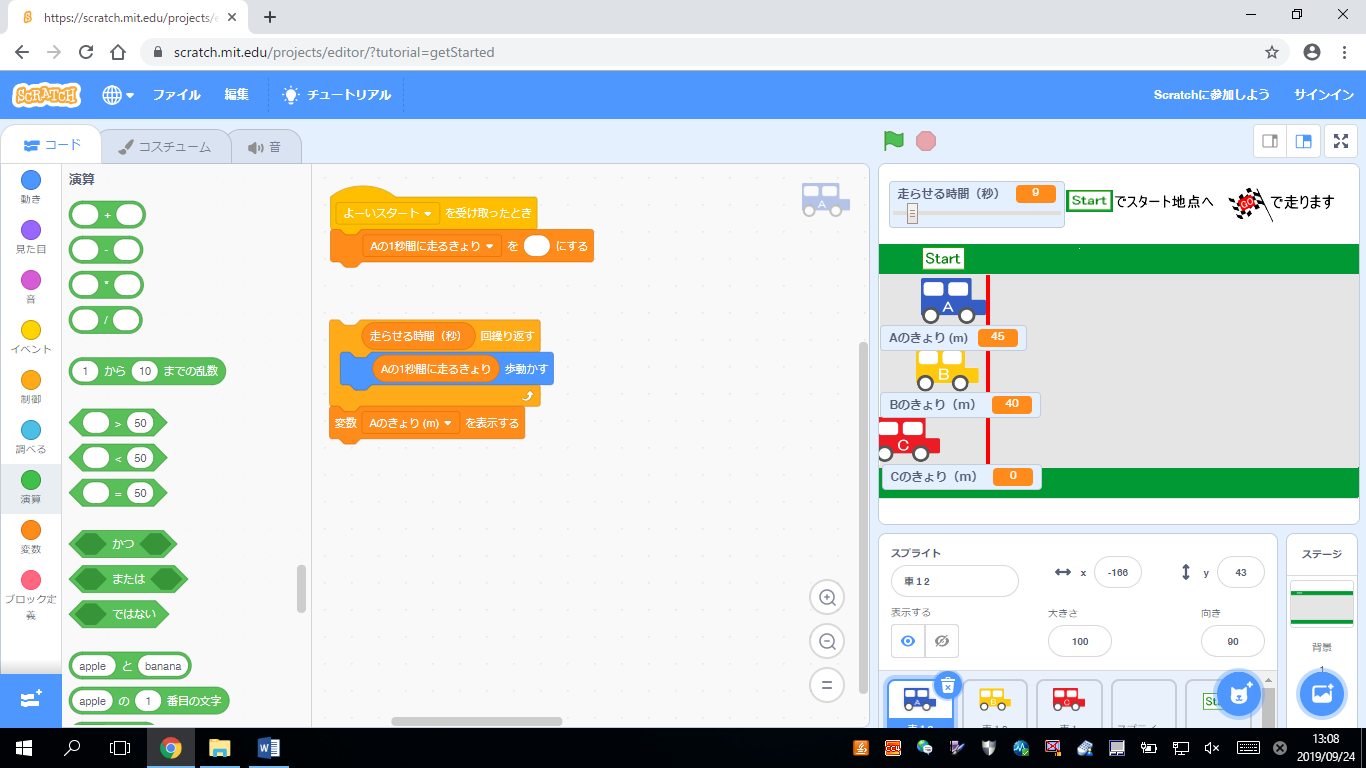 https://scratch.mit.edu/projects/e
scratch.mit.edu/projects/editor/?tutorial=getStarted
SCRATCH
ファイル
編集
チュートリアル
Scratchに参加しよう
サインイン
コード
コスチューム
音
動き
見た目
音
イベント
制御
調べる
演算
変数
ブロック定義
演算
+
-
*
/
1 から 10 までの乱数
> 50
< 50
= 50
かつ
または
ではない
apple と banana
apple の 1 番目の文字
よーいスタート を受け取ったとき
Aの1秒間に走るきょり を にする
走らせる時間（秒） 回繰り返す
Aの1秒間に走るきょり 歩動かす
変数 Aのきょり (m) を表示する
A
走らせる時間（秒） 9
Start でスタート地点へ GO で走ります
Start
A
Aのきょり (m) 45
B
Bのきょり（m） 40
C
Cのきょり（m） 0
スプライト
車１２
x -166
y 43
表示する
大きさ
100
向き
90
ステージ
背景
1
13:08
2019/09/24